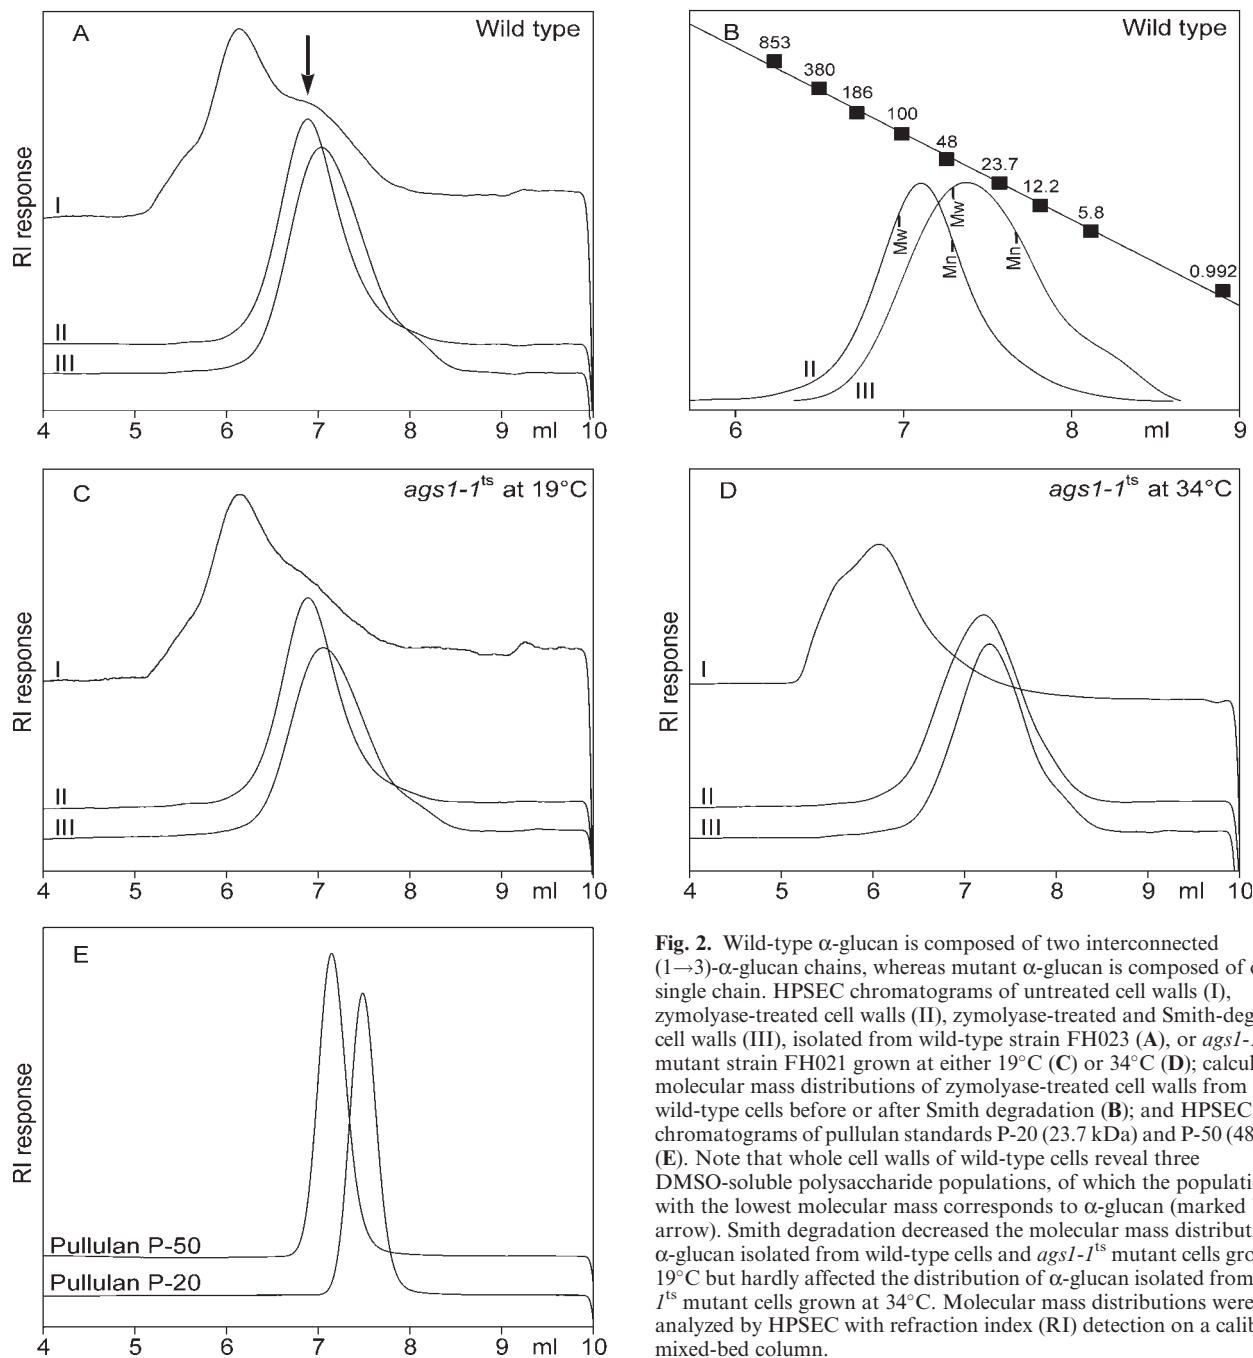 A
Wild type
RI response
I
II
III
4 5 6 7 8 ml 10
B
Wild type
853
380
186
100
48
23.7
12.2
5.8
0.992
Mw
Mn
Mw
Mn
II
III
6 7 8 ml 9
C
ags1-1ts at 19°C
RI response
I
II
III
4 5 6 7 8 9 ml 10
D
ags1-1ts at 34°C
RI response
I
II
III
4 5 6 7 8 9 ml 10
E
RI response
Pullulan P-50
Pullulan P-20
4 5 6 7 8 9 ml 10
Fig. 2. Wild-type α-glucan is composed of two interconnected
(1→3)-α-glucan chains, whereas mutant α-glucan is composed of
single chain. HPSEC chromatograms of untreated cell walls (I),
zymolyase-treated cell walls (II), zymolyase-treated and
cell walls (III), isolated from wild-type strain FH023 (A), or
mutant strain FH021 grown at either 19°C (C) or 34°C (D);
molecular mass distributions of zymolyase-treated cell walls from
wild-type cells before or after Smith degradation (B); and HPSEC
chromatograms of pullulan standards P-20 (23.7 kDa) and P-50 (48
(E). Note that whole cell walls of wild-type cells reveal three
DMSO-soluble polysaccharide populations, of which the
with the lowest molecular mass corresponds to α-glucan (marked
arrow). Smith degradation decreased the molecular mass
α-glucan isolated from wild-type cells and ags1-1ts mutant cells
19°C but hardly affected the distribution of α-glucan isolated from
1ts mutant cells grown at 34°C. Molecular mass distributions were
analyzed by HPSEC with refraction index (RI) detection on a
mixed-bed column.